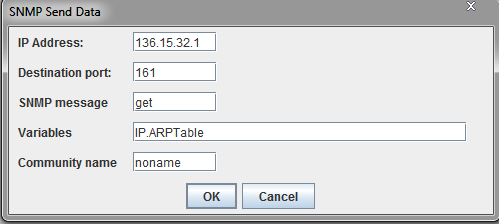 SNMP Send Data
IP Address: 136.15.32.1
Destination port: 161
SNMP message get
Variables IP.ARPTable
Community name noname
OK Cancel